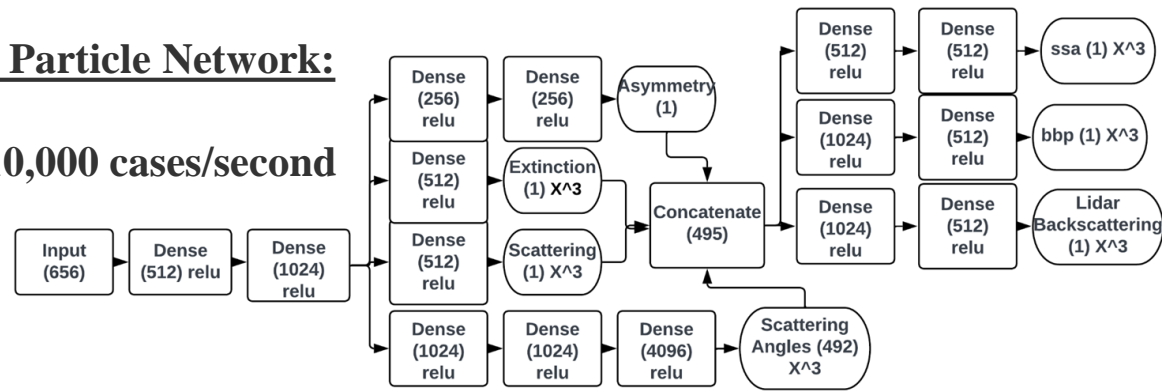 Particle Network:
0,000 cases/second
Input
(656)
Dense
(512) relu
Dense
(1024)
relu
Dense
(256)
relu
Dense
(256)
relu
Asymmetry
(1)
Dense
(512)
relu
Extinction
(1) X^3
Dense
(512)
relu
Scattering
(1) X^3
Dense
(1024)
relu
Dense
(1024)
relu
Dense
(4096)
relu
Scattering
Angles (492)
X^3
Concatenate
(495)
Dense
(512)
relu
Dense
(512)
relu
ssa (1) X^3
Dense
(1024)
relu
Dense
(512)
relu
bbp (1) X^3
Dense
(1024)
relu
Dense
(512)
relu
Lidar
Backscattering
(1) X^3